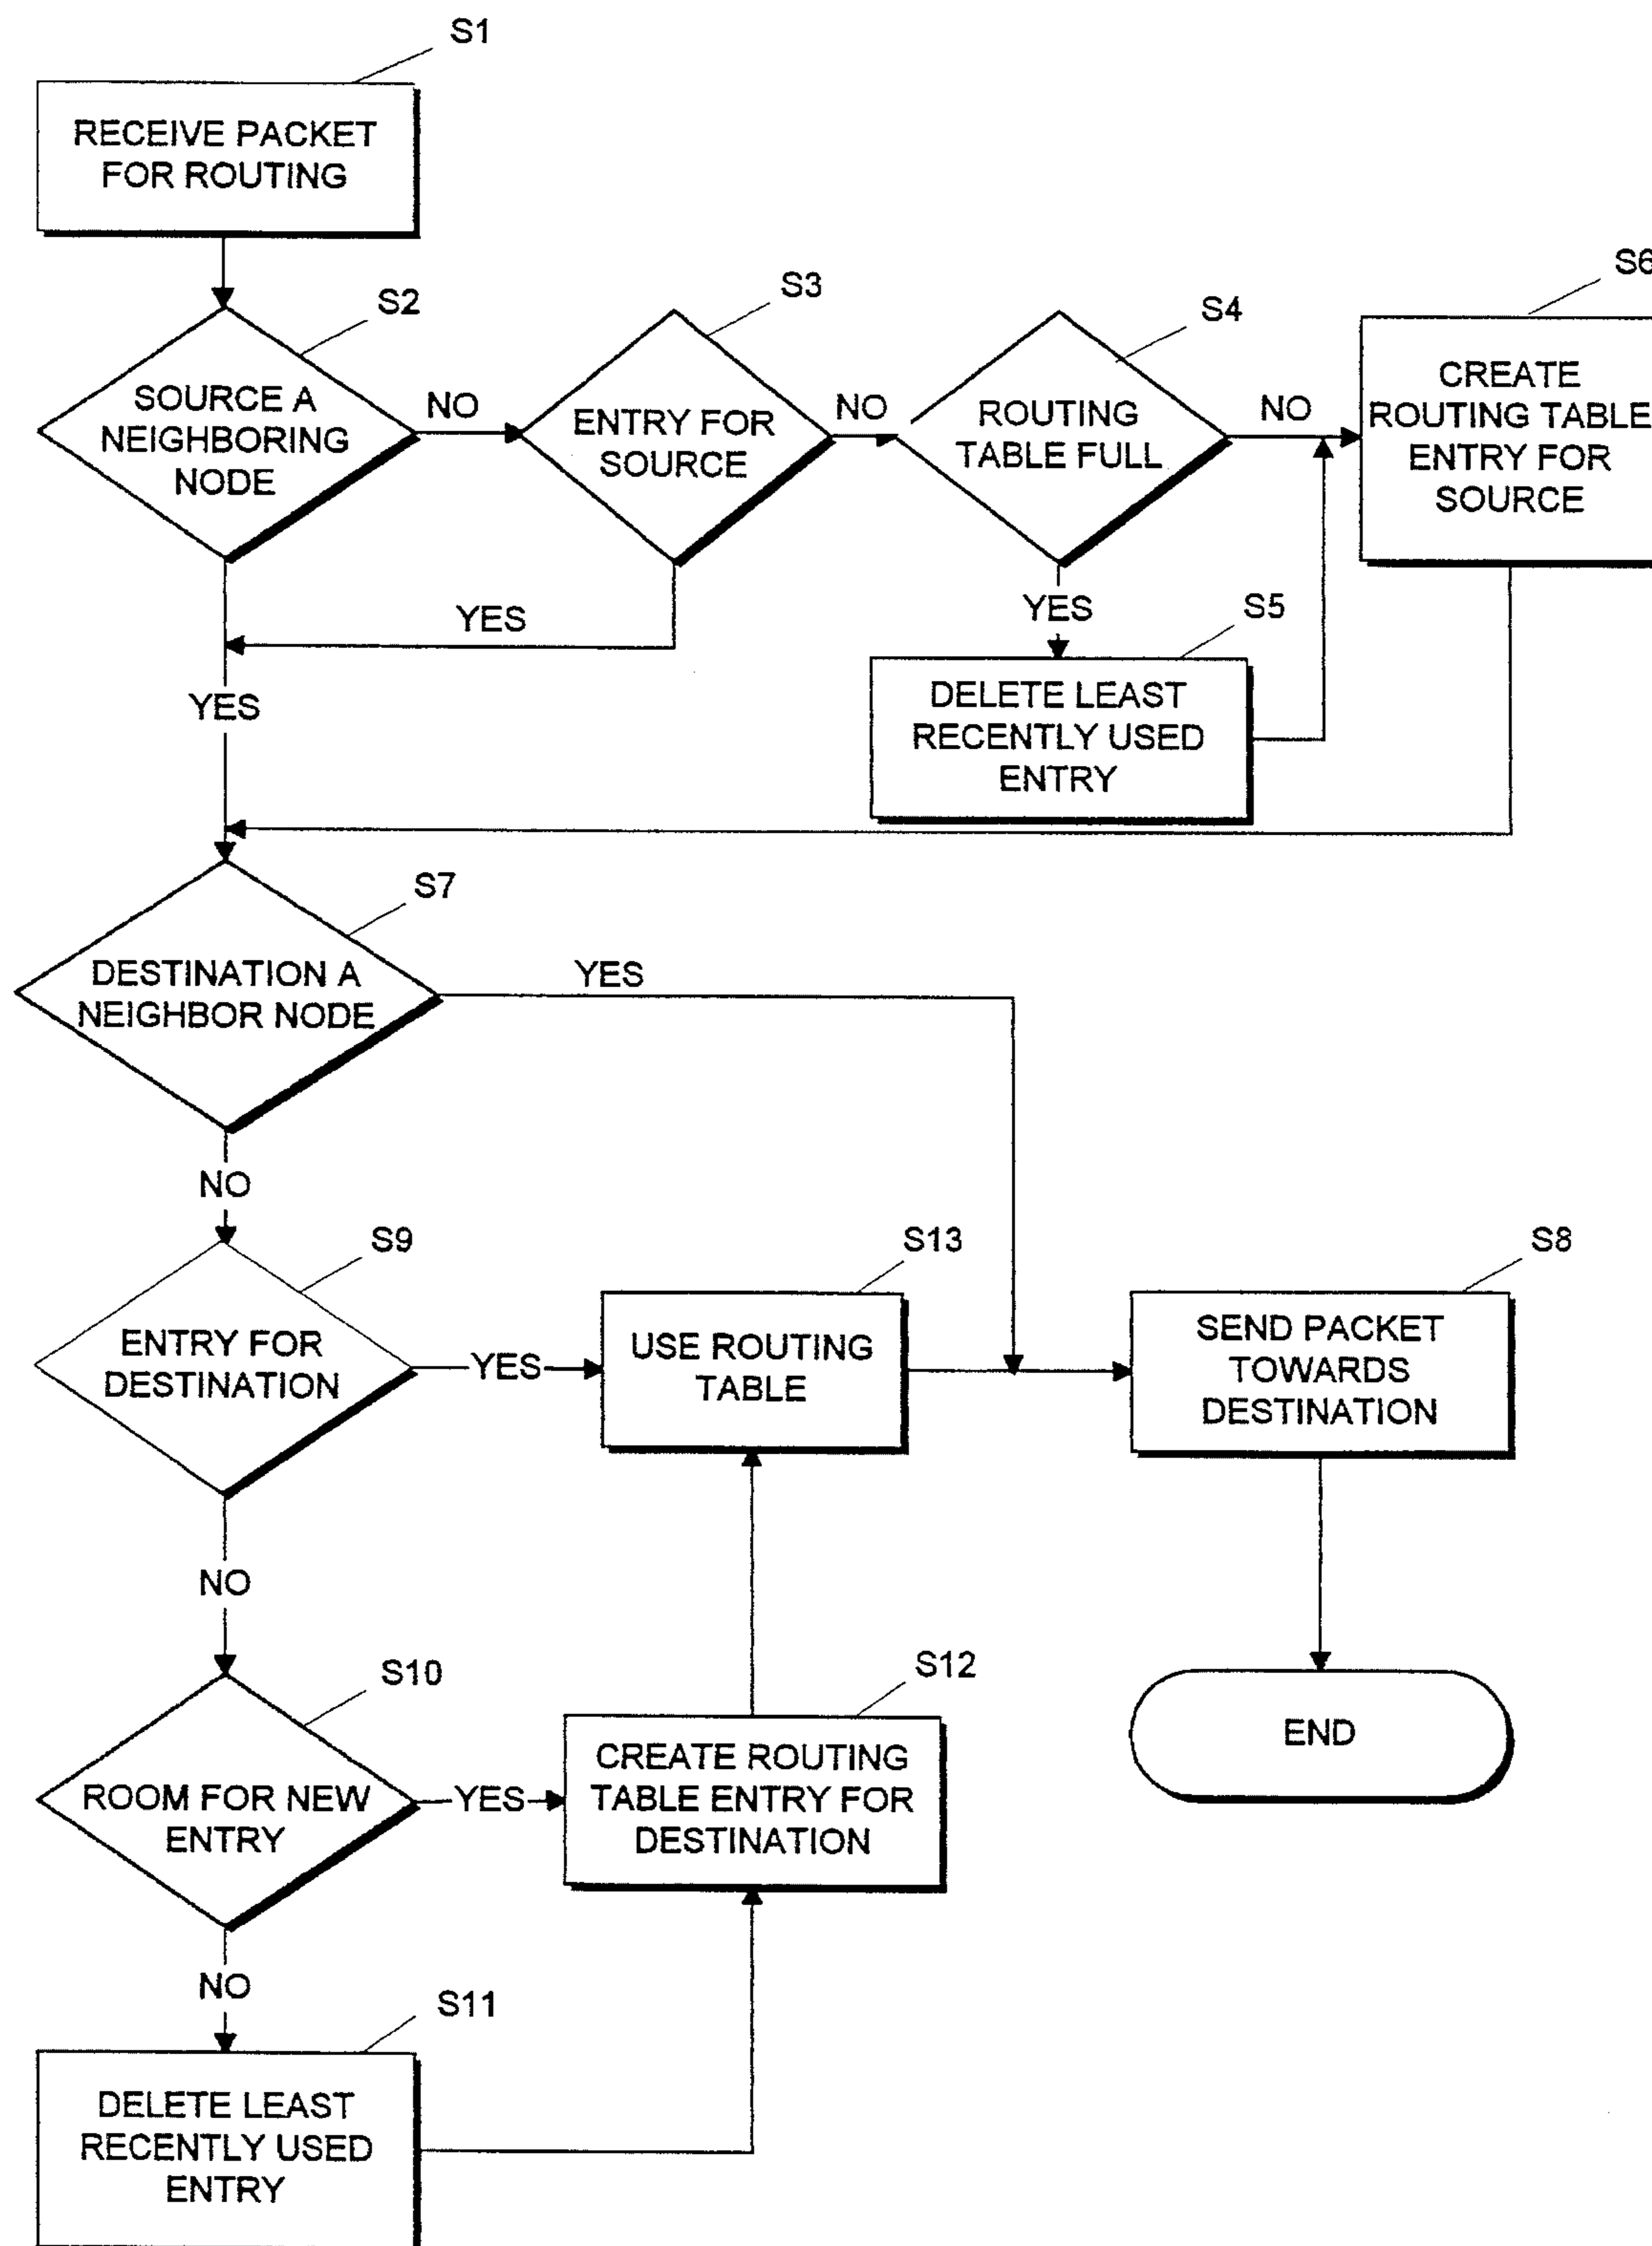 S1
RECEIVE PACKET
FOR ROUTING
S2
SOURCE A
NEIGHBORING
NODE
NO
S3
ENTRY FOR
SOURCE
NO
S4
ROUTING
TABLE FULL
NO
S6
CREATE
ROUTING TABLE
ENTRY FOR
SOURCE
YES
YES
YES
S5
DELETE LEAST
RECENTLY USED
ENTRY
S7
DESTINATION A
NEIGHBOR NODE
YES
NO
S9
ENTRY FOR
DESTINATION
YES
S13
USE ROUTING
TABLE
S8
SEND PACKET
TOWARDS
DESTINATION
NO
S10
ROOM FOR NEW
ENTRY
YES
S12
CREATE ROUTING
TABLE ENTRY FOR
DESTINATION
END
NO
S11
DELETE LEAST
RECENTLY USED
ENTRY